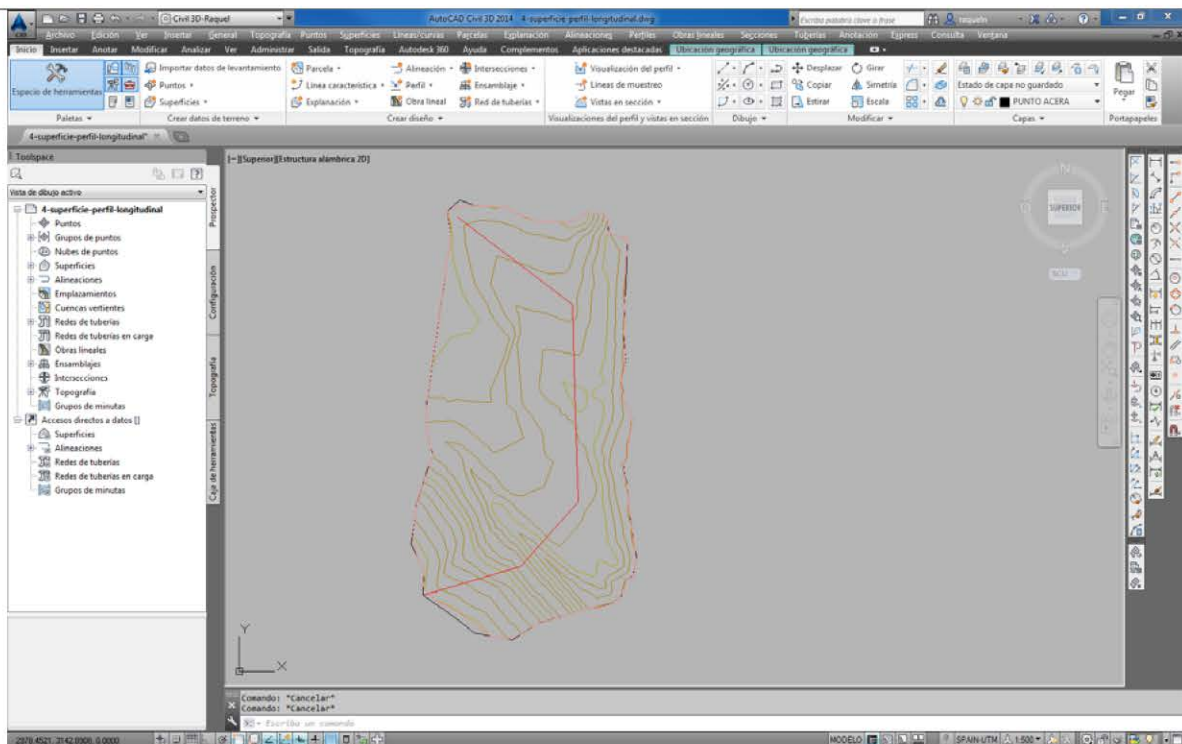 Civil 3D-Raquel
AutoCAD Civil 3D 2014 4-superficie-perfil-longitudinal.dwg
Escriba palabra clave o frase
Archivo Edición Ver Insertar General Topografía Puntos Superficies Líneas/curvas Parcelas Explanación Alineaciones Perfiles Obras lineales Secciones Tuberías Anotación Express Consulta Ventana
Inicio Insertar Anotar Modificar Analizar Ver Administrar Salida Topografía Autodesk 360 Ayuda Complementos Aplicaciones destacadas Ubicación geográfica Ubicación geográfica
Espacio de herramientas
Importar datos de levantamiento
Puntos
Superficies
Parcela
Línea característica
Explanación
Alineación
Perfil
Obra lineal
Intersecciones
Ensamblaje
Red de tuberías
Visualización del perfil
Líneas de muestreo
Vistas en sección
Desplazar
Girar
Copiar
Simetría
Estirar
Escala
Estado de capa no guardado
PUNTO ACERA
Pegar
Paletas
Crear datos de terreno
Crear diseño
Visualizaciones del perfil y vistas en sección
Dibujo
Modificar
Capas
Portapapeles
4-superficie-perfil-longitudinal*
Toolspace
Vista de dibujo activo
4-superficie-perfil-longitudinal
Puntos
Grupos de puntos
Nubes de puntos
Superficies
Alineaciones
Emplazamientos
Cuencas vertientes
Redes de tuberías
Redes de tuberías en carga
Obras lineales
Ensamblajes
Intersecciones
Topografía
Grupos de minutas
Accesos directos a datos []
Superficies
Alineaciones
Redes de tuberías
Redes de tuberías en carga
Grupos de minutas
Prospector
Configuración
Topografía
Caja de herramientas
[-][Superior][Estructura alámbrica 2D]
SUPERIOR
Y
X
Comando: *Cancelar*
Comando: *Cancelar*
Escriba un comando
MODELO
SPAIN-UTM
1:500